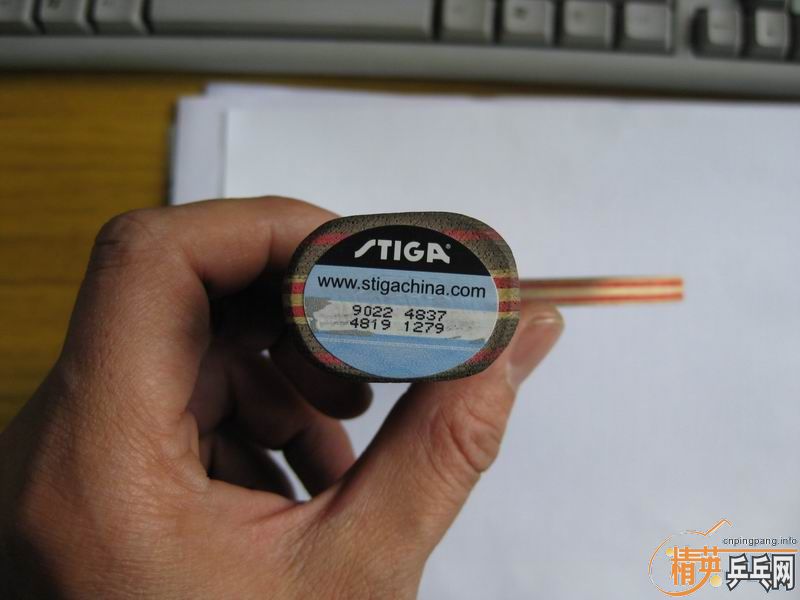 STIGA®
www.stigachina.com
9022 4837
4819 1279
cnpingpang.info
精英乒乓网